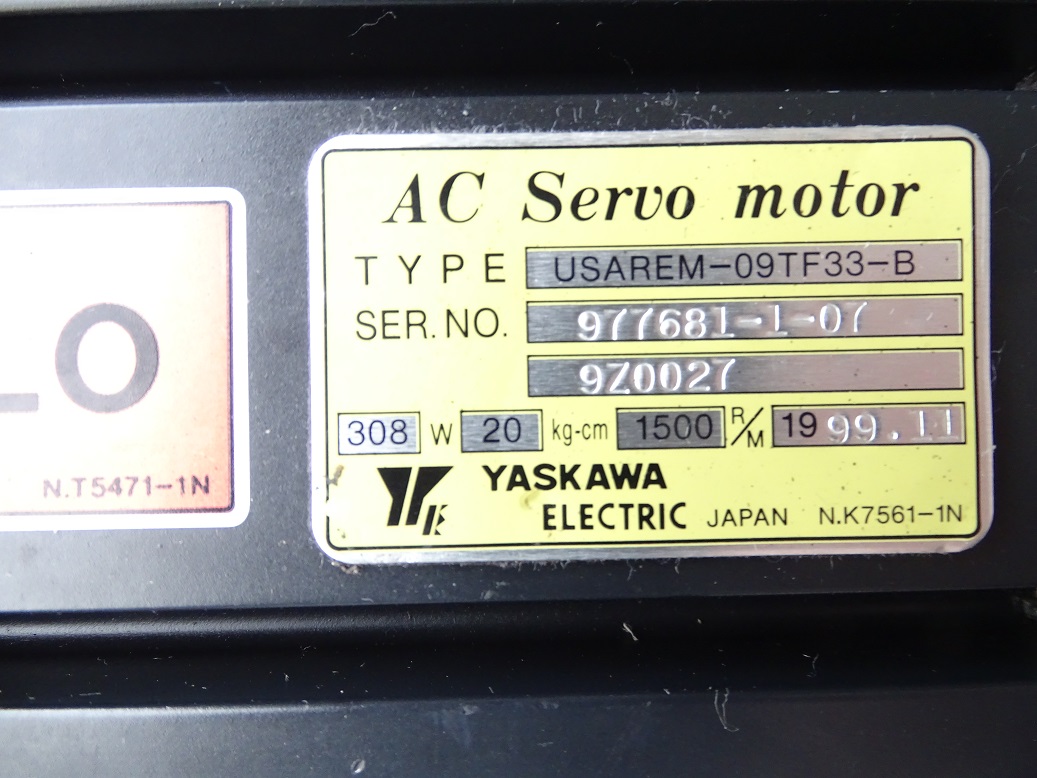 AC Servo motor
TYPE USAREM-09TF33-B
SER. NO. 977681-1-07
9Z0027
308 W 20 kg-cm 1500 R/M 1999.11
YASKAWA
ELECTRIC JAPAN N.K7561-1N
LO
N.T5471-1N